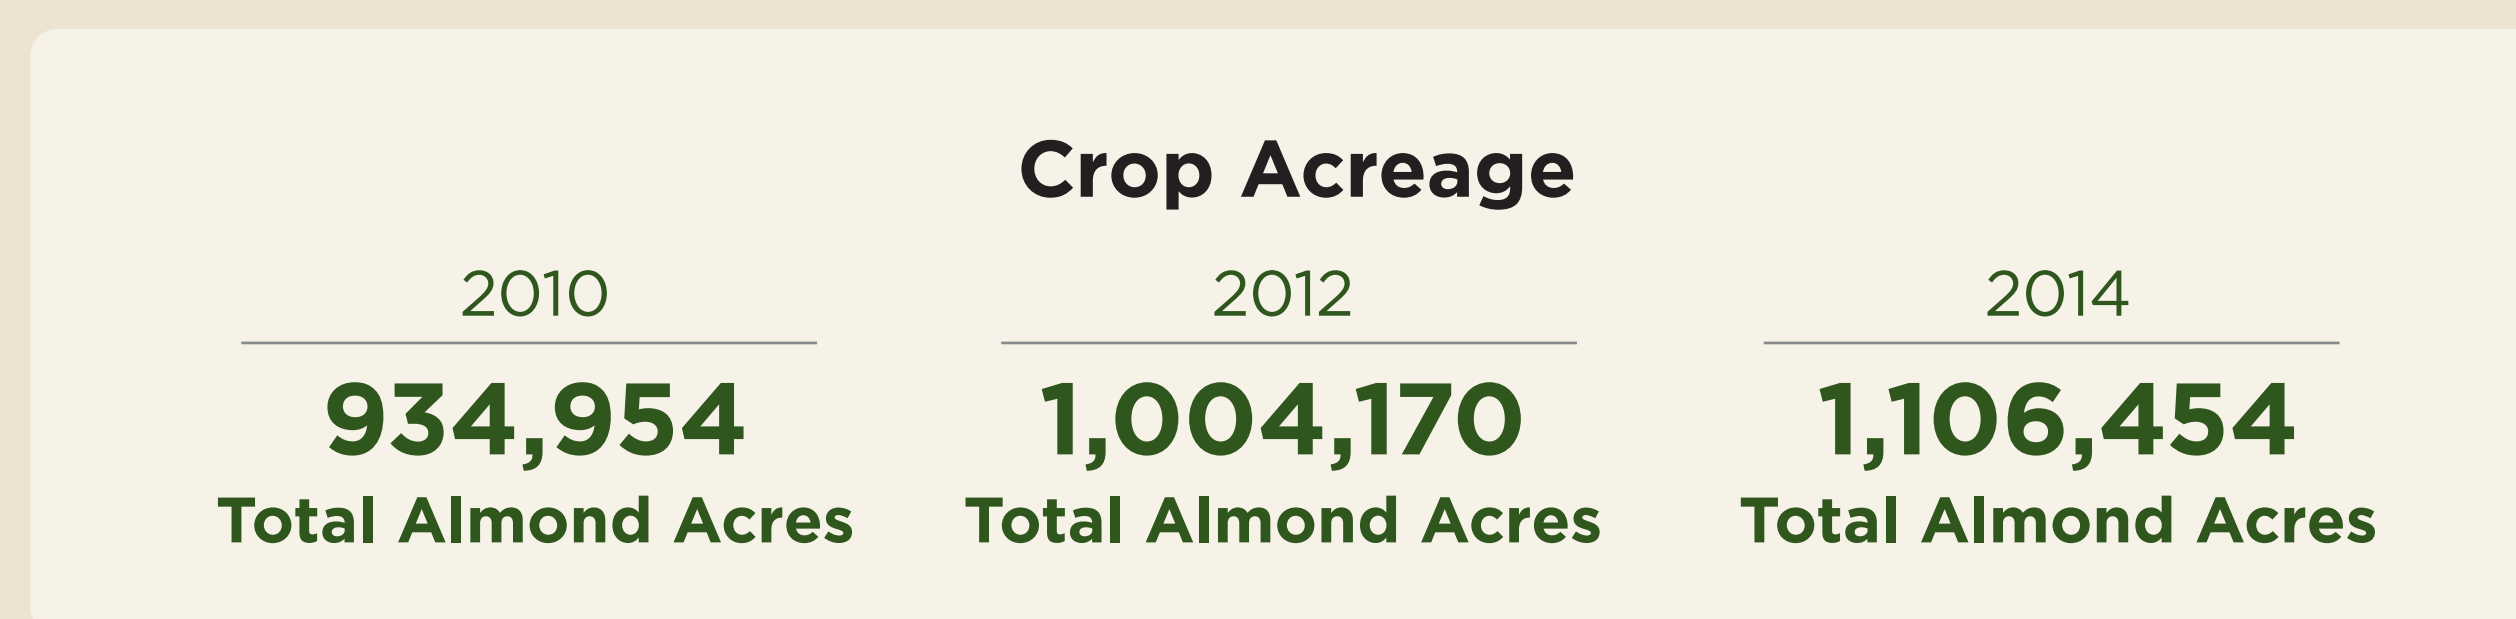 Crop Acreage
2010
934,954
Total Almond Acres
2012
1,004,170
Total Almond Acres
2014
1,106,454
Total Almond Acres